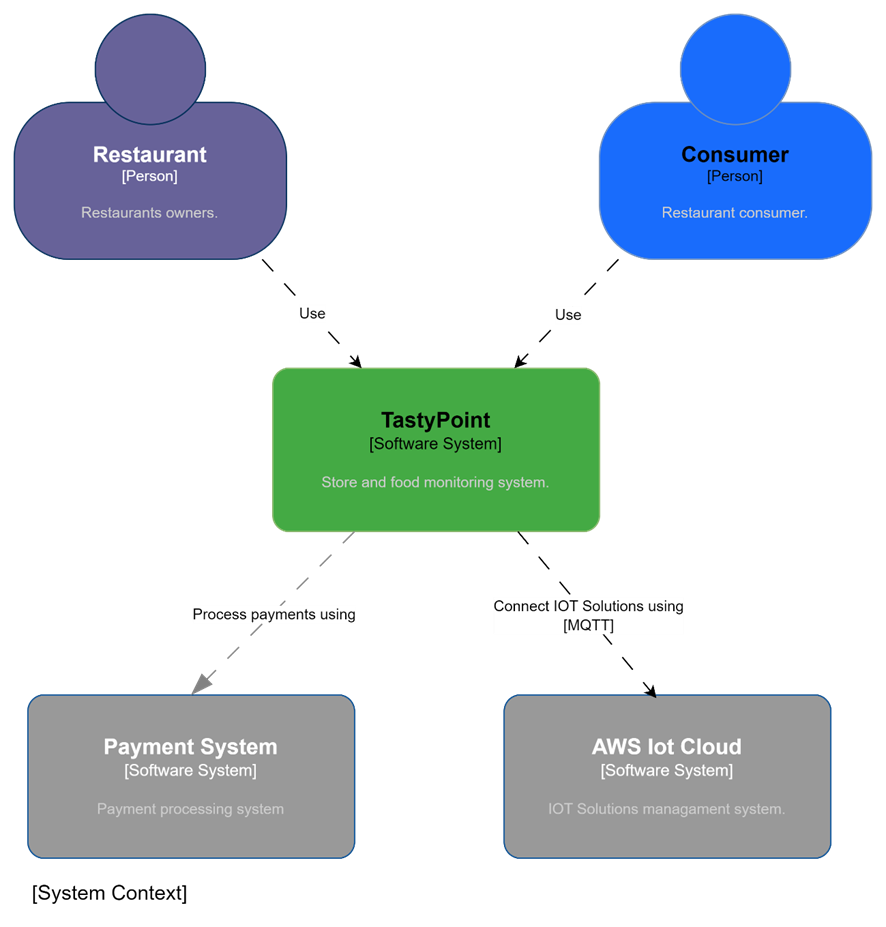 Restaurant
[Person]
Restaurants owners.
Consumer
[Person]
Restaurant consumer.
Use
Use
TastyPoint
[Software System]
Store and food monitoring system.
Process payments using
Connect IOT Solutions using
[MQTT]
Payment System
[Software System]
Payment processing system
AWS Iot Cloud
[Software System]
IOT Solutions managament system.
[System Context]